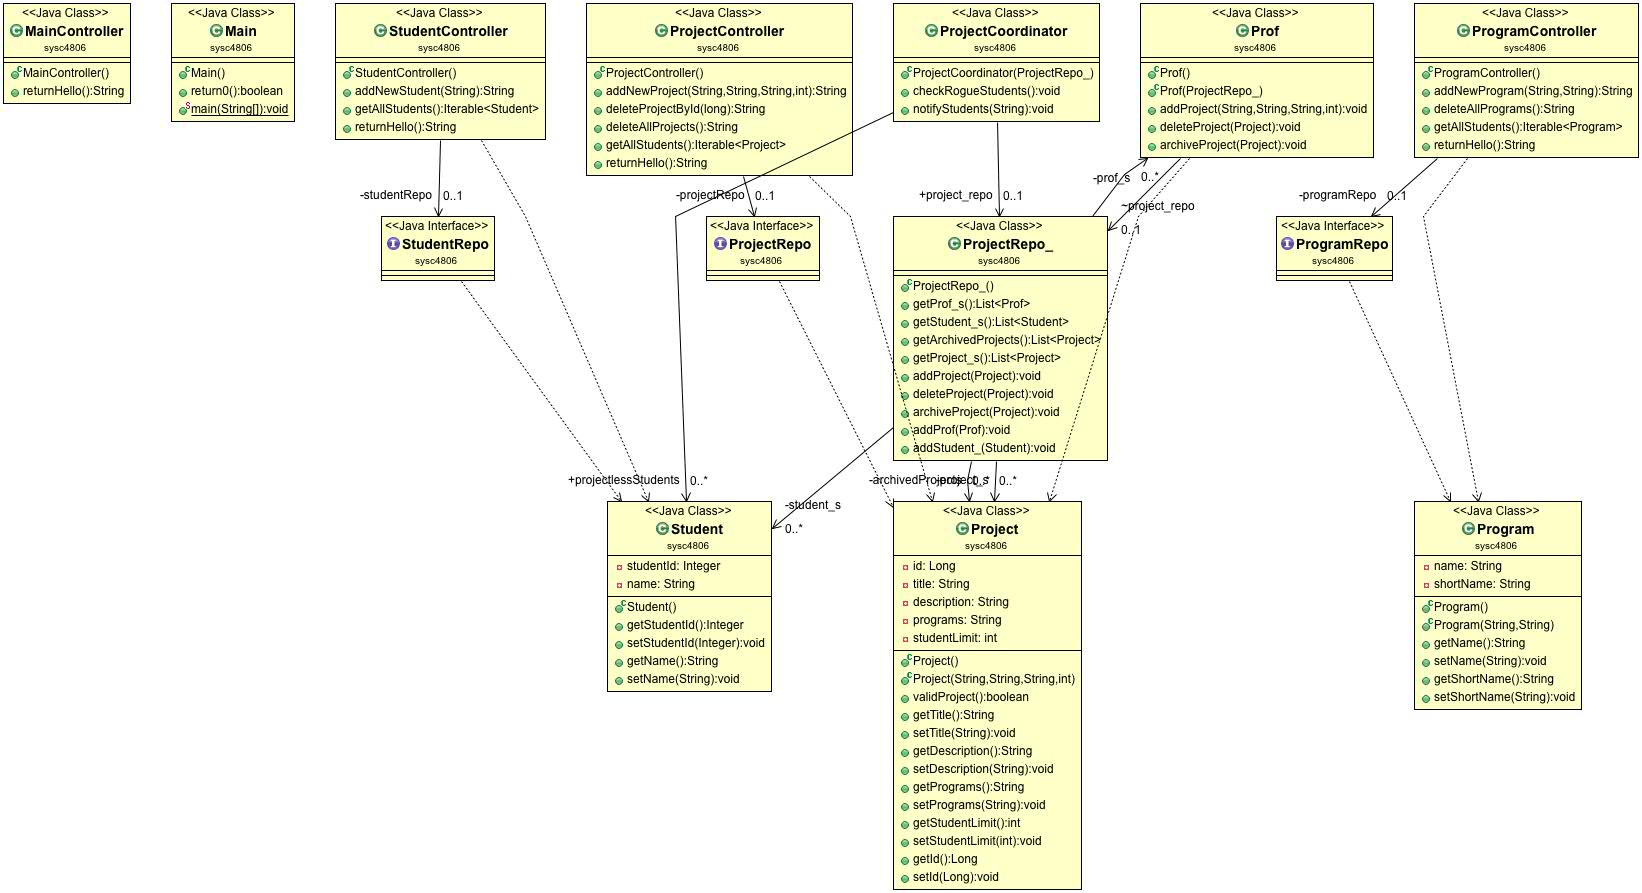 <<Java Class>>
MainController
sysc4806
MainController()
returnHello():String
<<Java Class>>
Main
sysc4806
Main()
return0():boolean
main(String[]):void
<<Java Class>>
StudentController
sysc4806
StudentController()
addNewStudent(String):String
getAllStudents():Iterable<Student>
returnHello():String
<<Java Class>>
ProjectController
sysc4806
ProjectController()
addNewProject(String,String,String,int):String
deleteProjectById(long):String
deleteAllProjects():String
getAllStudents():Iterable<Project>
returnHello():String
<<Java Class>>
ProjectCoordinator
sysc4806
ProjectCoordinator(ProjectRepo_)
checkRogueStudents():void
notifyStudents(String):void
<<Java Class>>
Prof
sysc4806
Prof()
Prof(ProjectRepo_)
addProject(String,String,String,int):void
deleteProject(Project):void
archiveProject(Project):void
<<Java Class>>
ProgramController
sysc4806
ProgramController()
addNewProgram(String,String):String
deleteAllPrograms():String
getAllStudents():Iterable<Program>
returnHello():String
-studentRepo 0..1
-projectRepo 0..1
+project_repo 0..1
-prof_s 0..*
~project_repo
0..1
-programRepo 0..1
<<Java Interface>>
StudentRepo
sysc4806
<<Java Interface>>
ProjectRepo
sysc4806
<<Java Class>>
ProjectRepo_
sysc4806
ProjectRepo_()
getProf_s():List<Prof>
getStudent_s():List<Student>
getArchivedProjects():List<Project>
getProject_s():List<Project>
addProject(Project):void
deleteProject(Project):void
archiveProject(Project):void
addProf(Prof):void
addStudent_(Student):void
<<Java Interface>>
ProgramRepo
sysc4806
+projectlessStudents 0..*
-student_s
0..*
-archivedProjects 0..*
-project_s 0..*
<<Java Class>>
Student
sysc4806
studentId: Integer
name: String
Student()
getStudentId():Integer
setStudentId(Integer):void
getName():String
setName(String):void
<<Java Class>>
Project
sysc4806
id: Long
title: String
description: String
programs: String
studentLimit: int
Project()
Project(String,String,String,int)
validProject():boolean
getTitle():String
setTitle(String):void
getDescription():String
setDescription(String):void
getPrograms():String
setPrograms(String):void
getStudentLimit():int
setStudentLimit(int):void
getId():Long
setId(Long):void
<<Java Class>>
Program
sysc4806
name: String
shortName: String
Program()
Program(String,String)
getName():String
setName(String):void
getShortName():String
setShortName(String):void